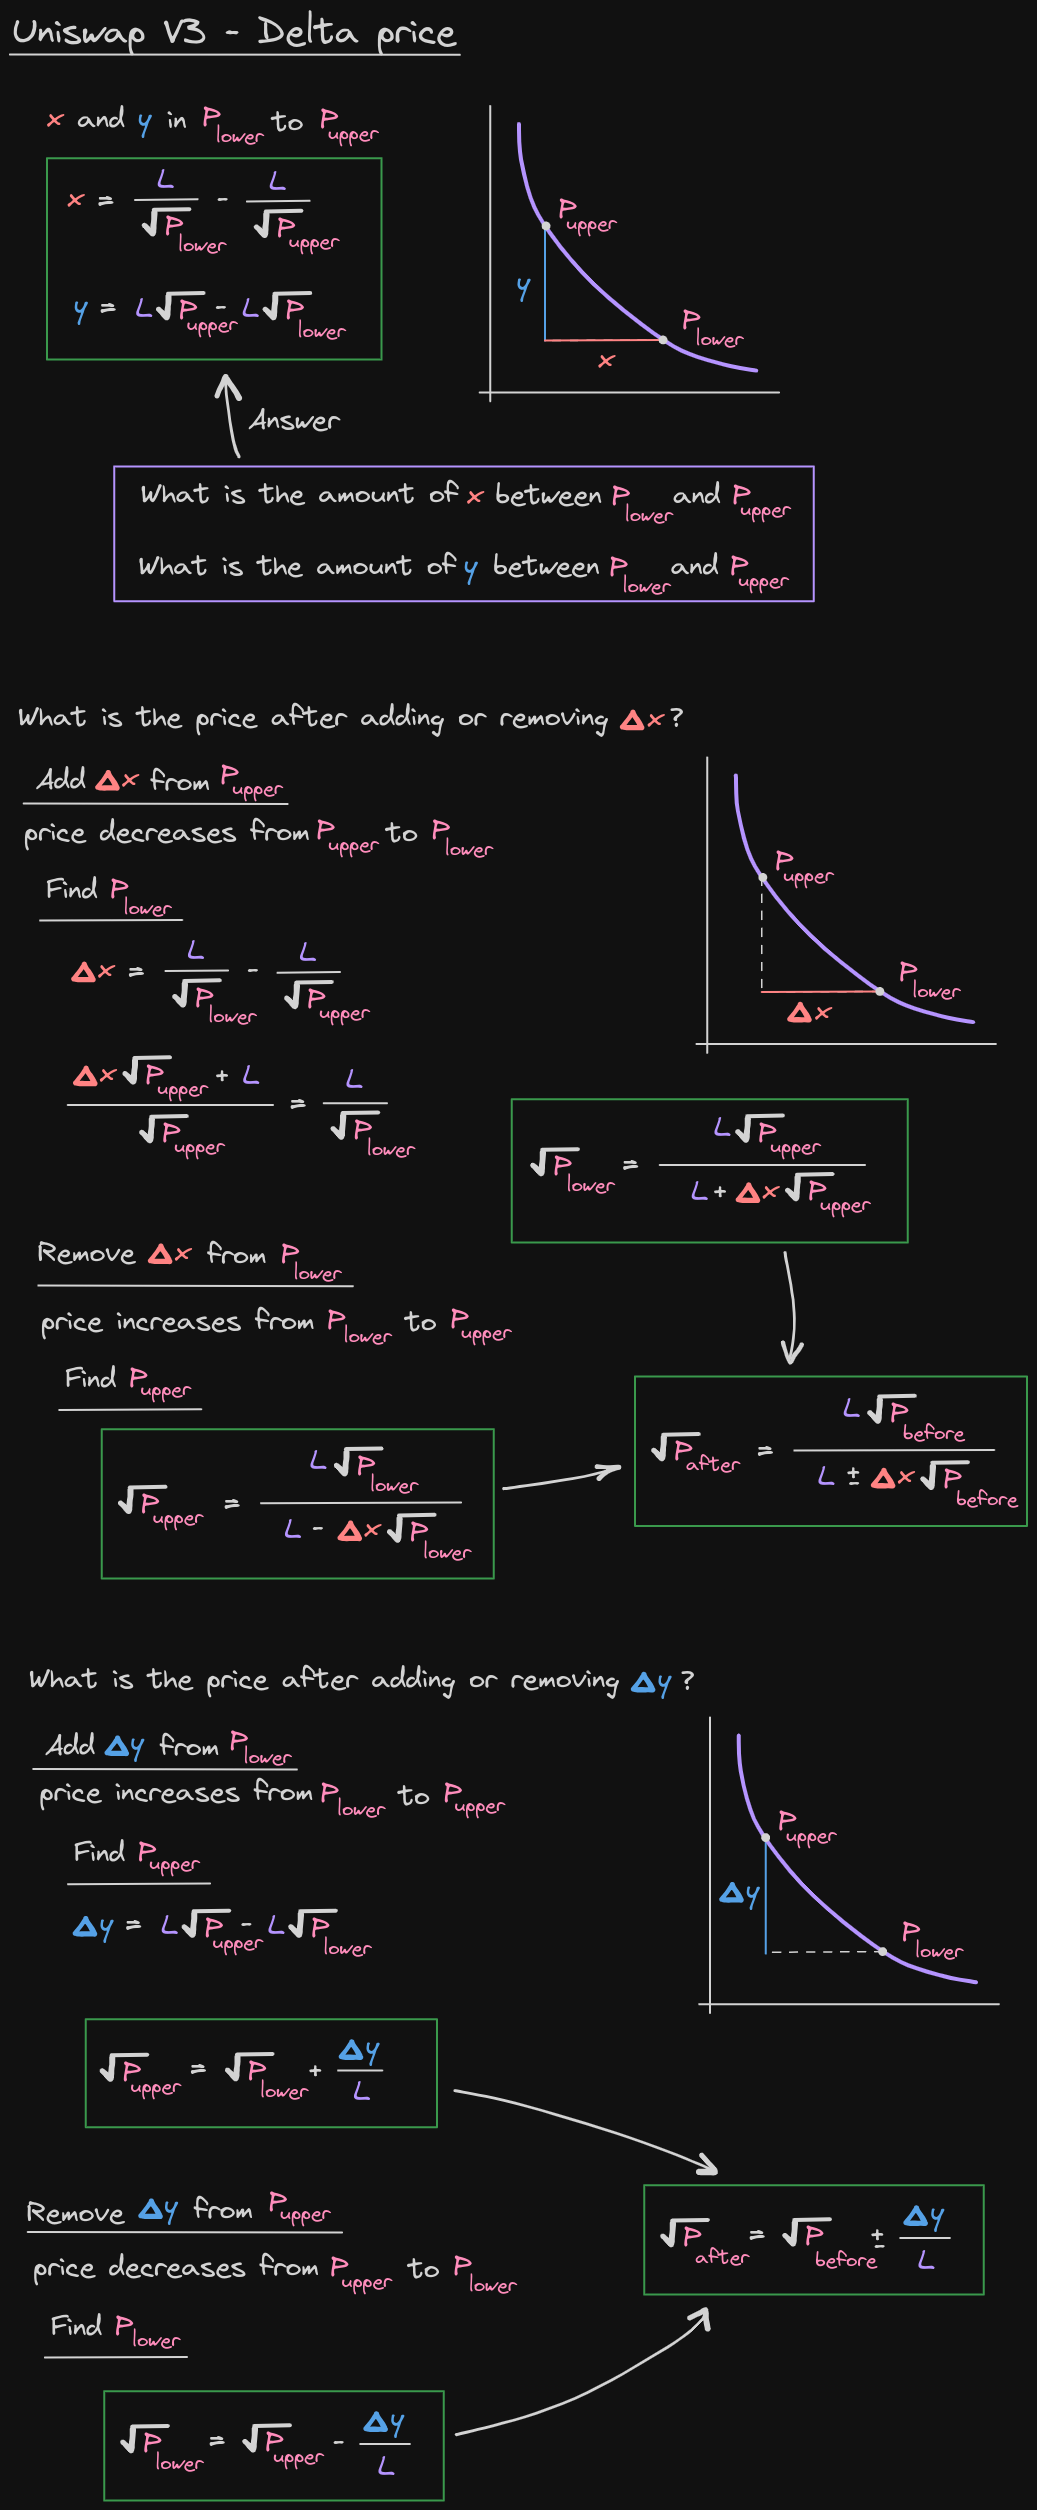 Uniswap V3 - Delta price
x and y in P_lower to P_upper
x = L / √P_lower - L / √P_upper
y = L√P_upper - L√P_lower
P_upper
y
P_lower
x
Answer
What is the amount of x between P_lower and P_upper
What is the amount of y between P_lower and P_upper
What is the price after adding or removing Δx?
Add Δx from P_upper
price decreases from P_upper to P_lower
Find P_lower
Δx = L / √P_lower - L / √P_upper
(Δx√P_upper + L) / √P_upper = L / √P_lower
P_upper
P_lower
Δx
√P_lower = L√P_upper / (L + Δx√P_upper)
Remove Δx from P_lower
price increases from P_lower to P_upper
Find P_upper
√P_upper = L√P_lower / (L - Δx√P_lower)
√P_after = L√P_before / (L ± Δx√P_before)
What is the price after adding or removing Δy?
Add Δy from P_lower
price increases from P_lower to P_upper
Find P_upper
Δy = L√P_upper - L√P_lower
P_upper
Δy
P_lower
√P_upper = √P_lower + Δy / L
Remove Δy from P_upper
price decreases from P_upper to P_lower
Find P_lower
√P_after = √P_before ± Δy / L
√P_lower = √P_upper - Δy / L